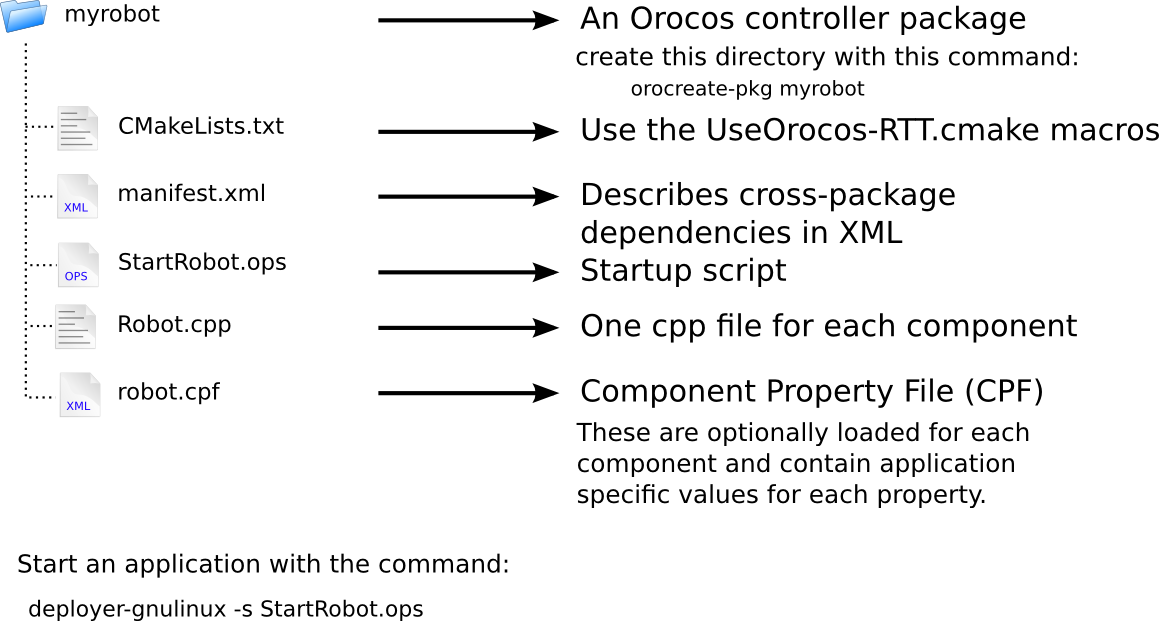 myrobot
An Orocos controller package
create this directory with this command:
orocreate-pkg myrobot
CMakeLists.txt
Use the UseOrocos-RTT.cmake macros
XML
manifest.xml
Describes cross-package
dependencies in XML
OPS
StartRobot.ops
Startup script
Robot.cpp
One cpp file for each component
XML
robot.cpf
Component Property File (CPF)
These are optionally loaded for each
component and contain application
specific values for each property.
Start an application with the command:
deployer-gnulinux -s StartRobot.ops